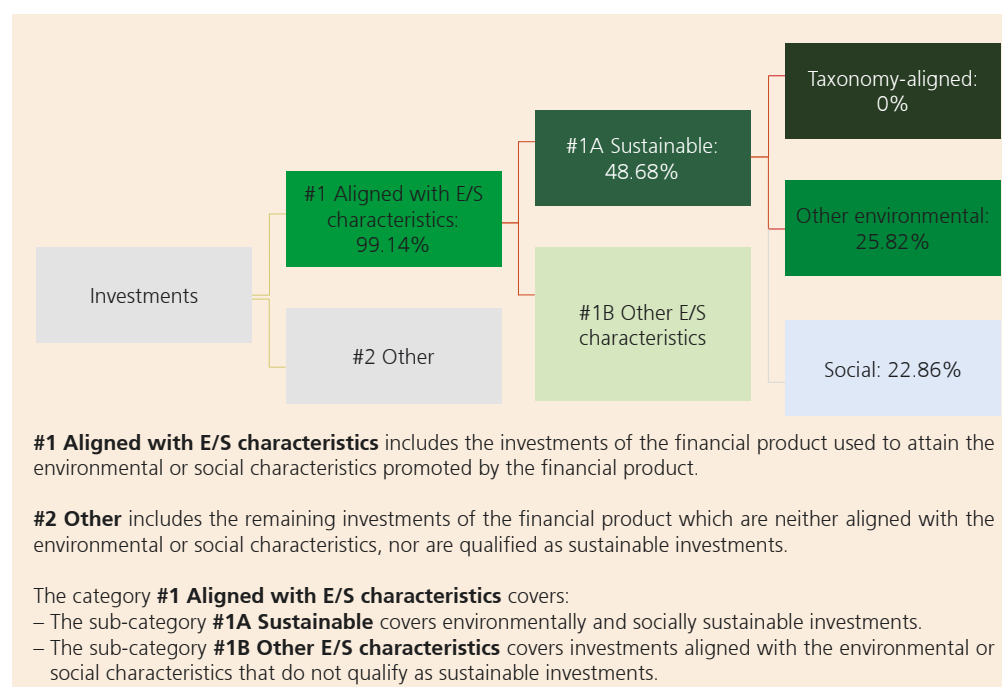 Taxonomy-aligned:
0%
#1A Sustainable:
48.68%
#1 Aligned with E/S
characteristics:
99.14%
Other environmental:
25.82%
Investments
#1B Other E/S
characteristics
#2 Other
Social: 22.86%
#1 Aligned with E/S characteristics includes the investments of the financial product used to attain the
environmental or social characteristics promoted by the financial product.
#2 Other includes the remaining investments of the financial product which are neither aligned with the
environmental or social characteristics, nor are qualified as sustainable investments.
The category #1 Aligned with E/S characteristics covers:
– The sub-category #1A Sustainable covers environmentally and socially sustainable investments.
– The sub-category #1B Other E/S characteristics covers investments aligned with the environmental or
social characteristics that do not qualify as sustainable investments.